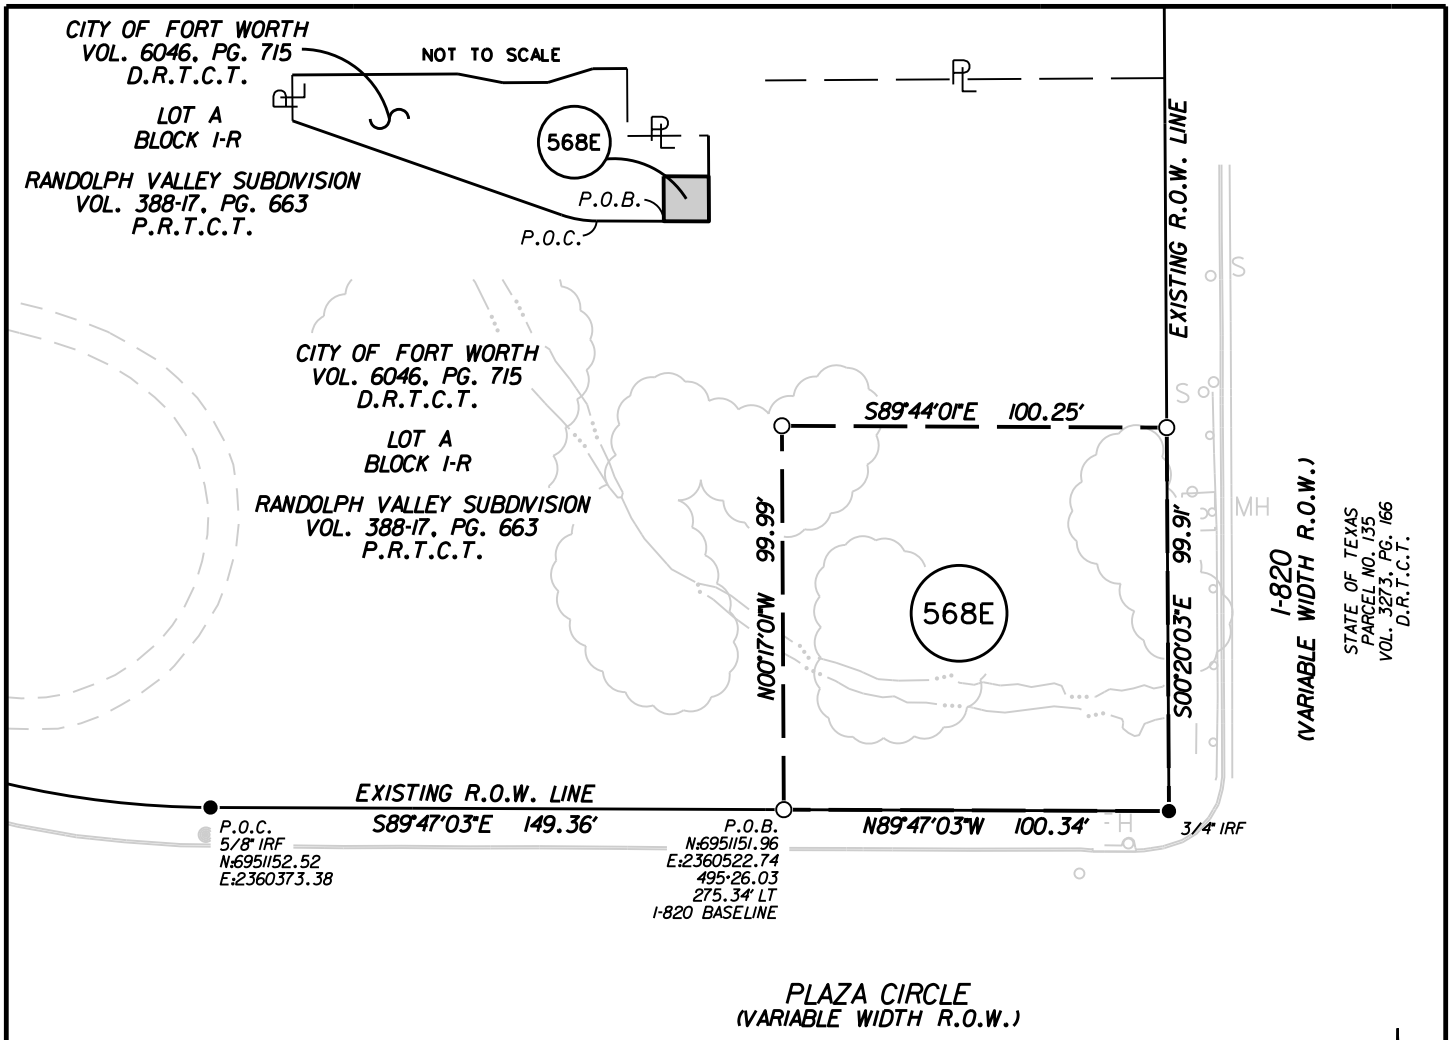 CITY OF FORT WORTH
VOL. 6046, PG. 715
D.R.T.C.T.
LOT A
BLOCK 1-R
RANDOLPH VALLEY SUBDIVISION
VOL. 388-17, PG. 663
P.R.T.C.T.
NOT TO SCALE
PL
568E
PL
P.O.B.
P.O.C.
PL
EXISTING R.O.W. LINE
S
S
CITY OF FORT WORTH
VOL. 6046, PG. 715
D.R.T.C.T.
LOT A
BLOCK 1-R
RANDOLPH VALLEY SUBDIVISION
VOL. 388-17, PG. 663
P.R.T.C.T.
S89°44'01"E 100.25'
N00°17'01"W 99.99'
568E
S00°20'03"E 99.91'
MH
I-820
(VARIABLE WIDTH R.O.W.)
STATE OF TEXAS
PARCEL NO. 135
VOL. 3273, PG. 166
D.R.T.C.T.
EXISTING R.O.W. LINE
S89°47'03"E 149.36'
N89°47'03"W 100.34'
H
3/4" IRF
P.O.C.
5/8" IRF
N:6951152.52
E:2360373.38
P.O.B.
N:6951151.96
E:2360522.74
495+26.03
275.34' LT
I-820 BASELINE
PLAZA CIRCLE
(VARIABLE WIDTH R.O.W.)